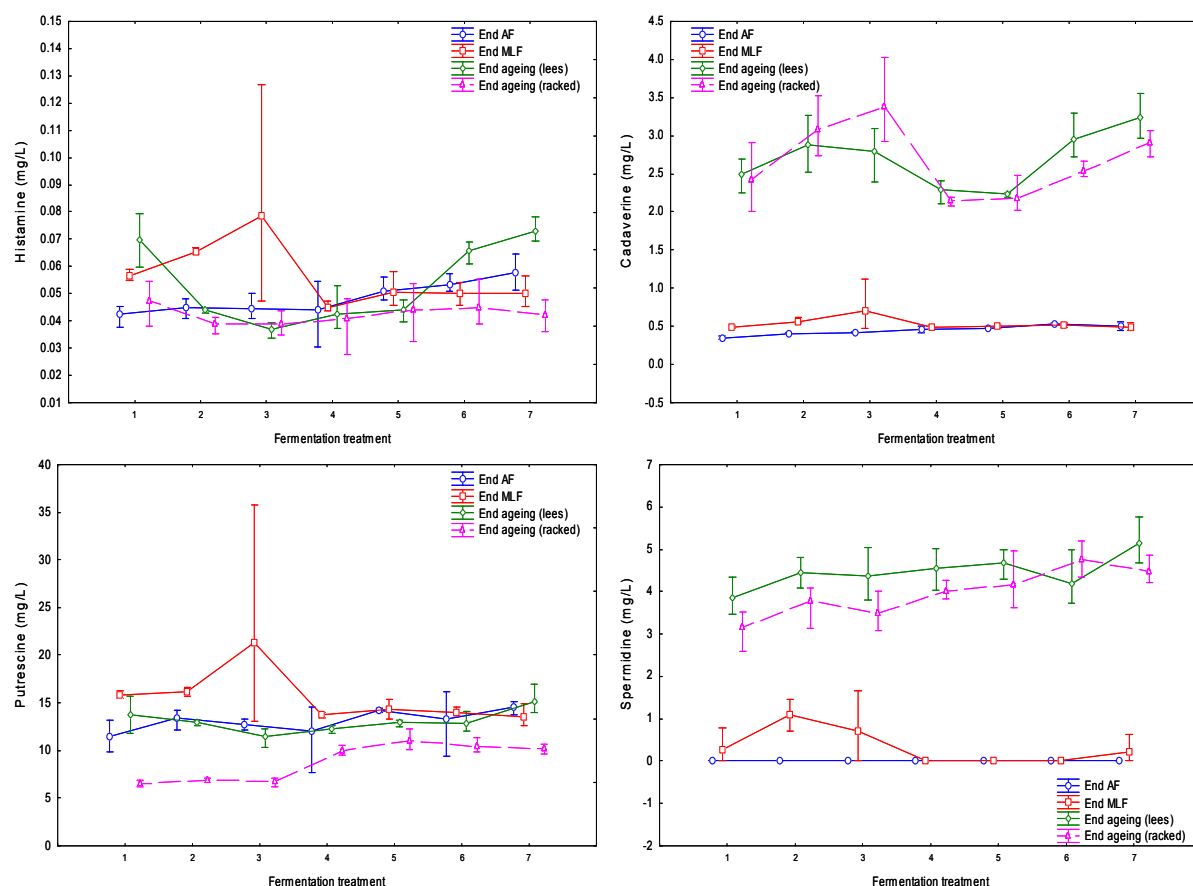 Histamine (mg/L)
0.15
0.14
0.13
0.12
0.11
0.10
0.09
0.08
0.07
0.06
0.05
0.04
0.03
0.02
0.01
End AF
End MLF
End ageing (lees)
End ageing (racked)
1 2 3 4 5 6 7
Fermentation treatment
Cadaverine (mg/L)
4.5
4.0
3.5
3.0
2.5
2.0
1.5
1.0
0.5
0.0
-0.5
End AF
End MLF
End ageing (lees)
End ageing (racked)
1 2 3 4 5 6 7
Fermentation treatment
Putrescine (mg/L)
40
35
30
25
20
15
10
5
0
End AF
End MLF
End ageing (lees)
End ageing (racked)
1 2 3 4 5 6 7
Fermentation treatment
Spermidine (mg/L)
7
6
5
4
3
2
1
0
-1
-2
End AF
End MLF
End ageing (lees)
End ageing (racked)
1 2 3 4 5 6 7
Fermentation treatment